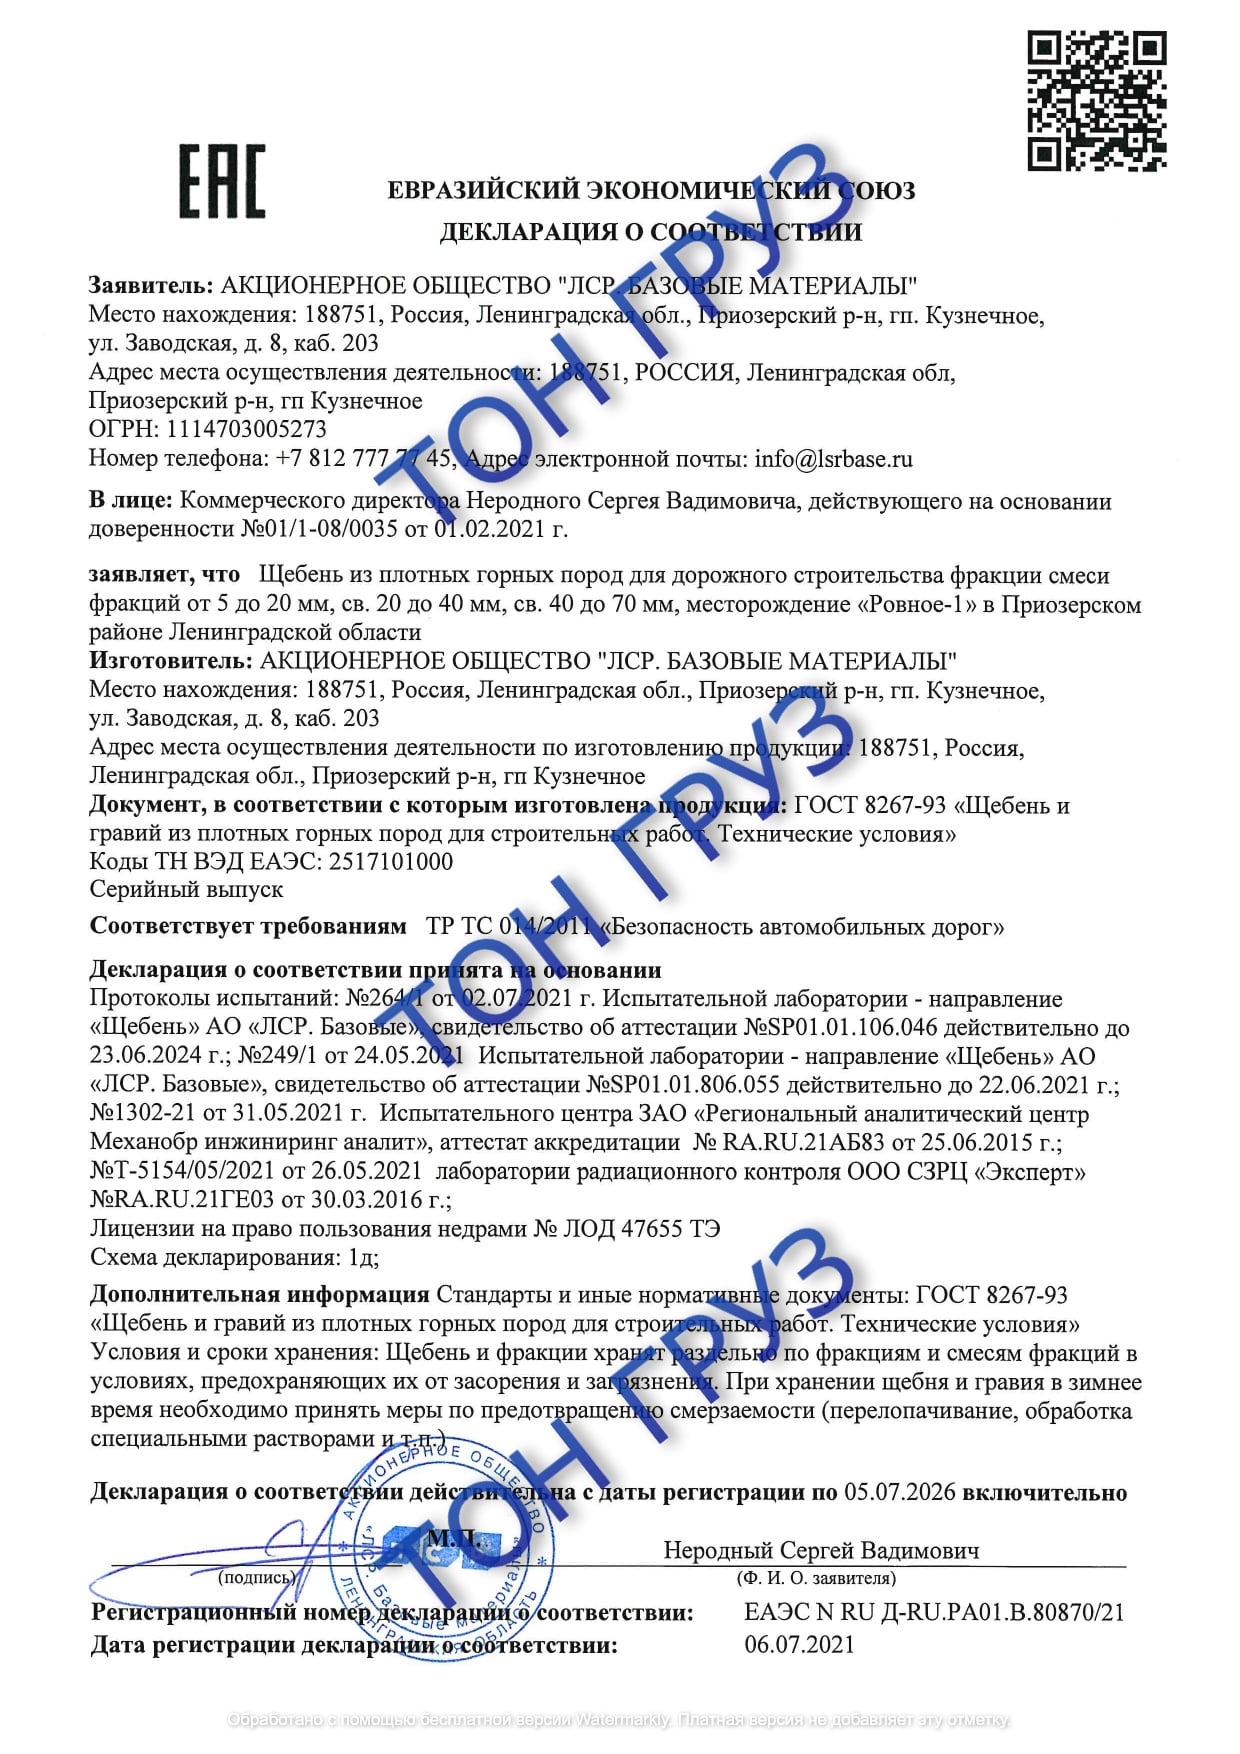 ЕАС
ЕВРАЗИЙСКИЙ ЭКОНОМИЧЕСКИЙ СОЮЗ
ДЕКЛАРАЦИЯ О СООТВЕТСТВИИ
Заявитель: АКЦИОНЕРНОЕ ОБЩЕСТВО "ЛСР. БАЗОВЫЕ МАТЕРИАЛЫ"
Место нахождения: 188751, Россия, Ленинградская обл., Приозерский р-н, гп. Кузнечное,
ул. Заводская, д. 8, каб. 203
Адрес места осуществления деятельности: 188751, РОССИЯ, Ленинградская обл,
Приозерский р-н, гп Кузнечное
ОГРН: 1114703005273
Номер телефона: +7 812 777 77 45, Адрес электронной почты: info@lsrbase.ru
В лице: Коммерческого директора Неродного Сергея Вадимовича, действующего на основании
доверенности №01/1-08/0035 от 01.02.2021 г.
заявляет, что Щебень из плотных горных пород для дорожного строительства фракции смеси
фракций от 5 до 20 мм, св. 20 до 40 мм, св. 40 до 70 мм, месторождение «Ровное-1» в Приозерском
районе Ленинградской области
Изготовитель: АКЦИОНЕРНОЕ ОБЩЕСТВО "ЛСР. БАЗОВЫЕ МАТЕРИАЛЫ"
Место нахождения: 188751, Россия, Ленинградская обл., Приозерский р-н, гп. Кузнечное,
ул. Заводская, д. 8, каб. 203
Адрес места осуществления деятельности по изготовлению продукции: 188751, Россия,
Ленинградская обл., Приозерский р-н, гп Кузнечное
Документ, в соответствии с которым изготовлена продукция: ГОСТ 8267-93 «Щебень и
гравий из плотных горных пород для строительных работ. Технические условия»
Коды ТН ВЭД ЕАЭС: 2517101000
Серийный выпуск
Соответствует требованиям ТР ТС 014/2011 «Безопасность автомобильных дорог»
Декларация о соответствии принята на основании
Протоколы испытаний: №264/1 от 02.07.2021 г. Испытательной лаборатории - направление
«Щебень» АО «ЛСР. Базовые», свидетельство об аттестации №SP01.01.106.046 действительно до
23.06.2024 г.; №249/1 от 24.05.2021 Испытательной лаборатории - направление «Щебень» АО
«ЛСР. Базовые», свидетельство об аттестации №SP01.01.806.055 действительно до 22.06.2021 г.;
№1302-21 от 31.05.2021 г. Испытательного центра ЗАО «Региональный аналитический центр
Механобр инжиниринг аналит», аттестат аккредитации № RA.RU.21АБ83 от 25.06.2015 г.;
№Т-5154/05/2021 от 26.05.2021 лаборатории радиационного контроля ООО СЗРЦ «Эксперт»
№RA.RU.21ГЕ03 от 30.03.2016 г.;
Лицензии на право пользования недрами № ЛОД 47655 ТЭ
Схема декларирования: 1д;
Дополнительная информация Стандарты и иные нормативные документы: ГОСТ 8267-93
«Щебень и гравий из плотных горных пород для строительных работ. Технические условия»
Условия и сроки хранения: Щебень и фракции хранят раздельно по фракциям и смесям фракций в
условиях, предохраняющих их от засорения и загрязнения. При хранении щебня и гравия в зимнее
время необходимо принять меры по предотвращению смерзаемости (перелопачивание, обработка
специальными растворами и т.п.)
Декларация о соответствии действительна с даты регистрации по 05.07.2026 включительно
М.П.
Неродный Сергей Вадимович
(подпись)
(Ф. И. О. заявителя)
Регистрационный номер декларации о соответствии: ЕАЭС N RU Д-RU.РА01.В.80870/21
Дата регистрации декларации о соответствии: 06.07.2021
АКЦИОНЕРНОЕ ОБЩЕСТВО
ЛЕНИНГРАДСКАЯ ОБЛАСТЬ
«ЛСР. Базовые материалы»
ТОН ГРУЗ
ТОН ГРУЗ
ТОН ГРУЗ
Обработано с помощью бесплатной версии Watermarkly. Платная версия не добавляет эту отметку.